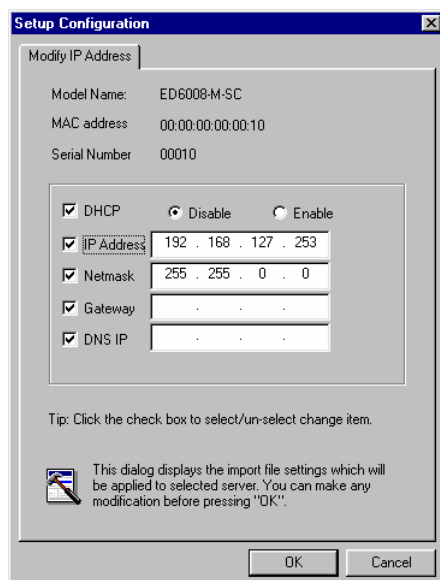 Setup Configuration
Modify IP Address
Model Name: ED6008-M-SC
MAC address 00:00:00:00:00:10
Serial Number 00010
DHCP Disable Enable
IP Address 192 . 168 . 127 . 253
Netmask 255 . 255 . 0 . 0
Gateway . . .
DNS IP . . .
Tip: Click the check box to select/un-select change item.
This dialog displays the import file settings which will
be applied to selected server. You can make any
modification before pressing "OK".
OK Cancel